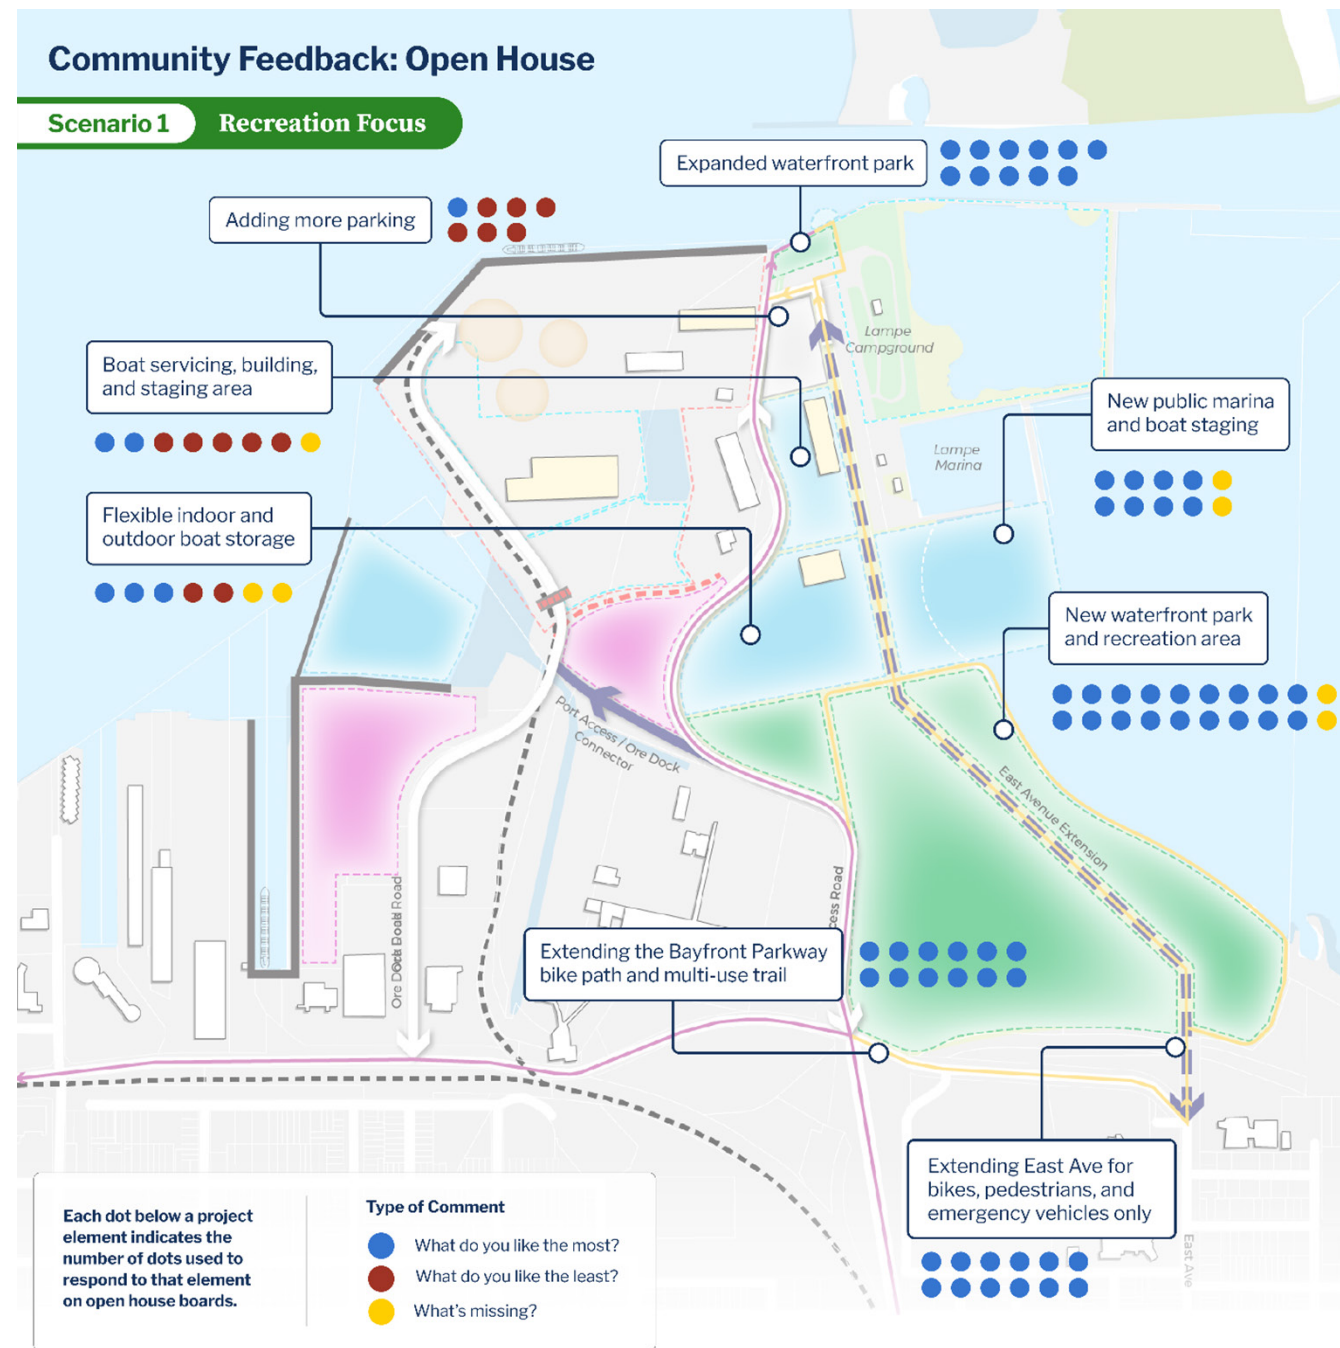 Community Feedback: Open House
Scenario 1
Recreation Focus
Expanded waterfront park
Adding more parking
Lampe
Campground
Boat servicing, building,
and staging area
New public marina
and boat staging
Lampe
Marina
Flexible indoor and
outdoor boat storage
New waterfront park
and recreation area
Port Access / Ore Dock
Connector
East Avenue Extension
Ore Dock Road
cess Road
Extending the Bayfront Parkway
bike path and multi-use trail
Extending East Ave for
bikes, pedestrians, and
emergency vehicles only
East Ave
Each dot below a project
element indicates the
number of dots used to
respond to that element
on open house boards.
Type of Comment
What do you like the most?
What do you like the least?
What's missing?